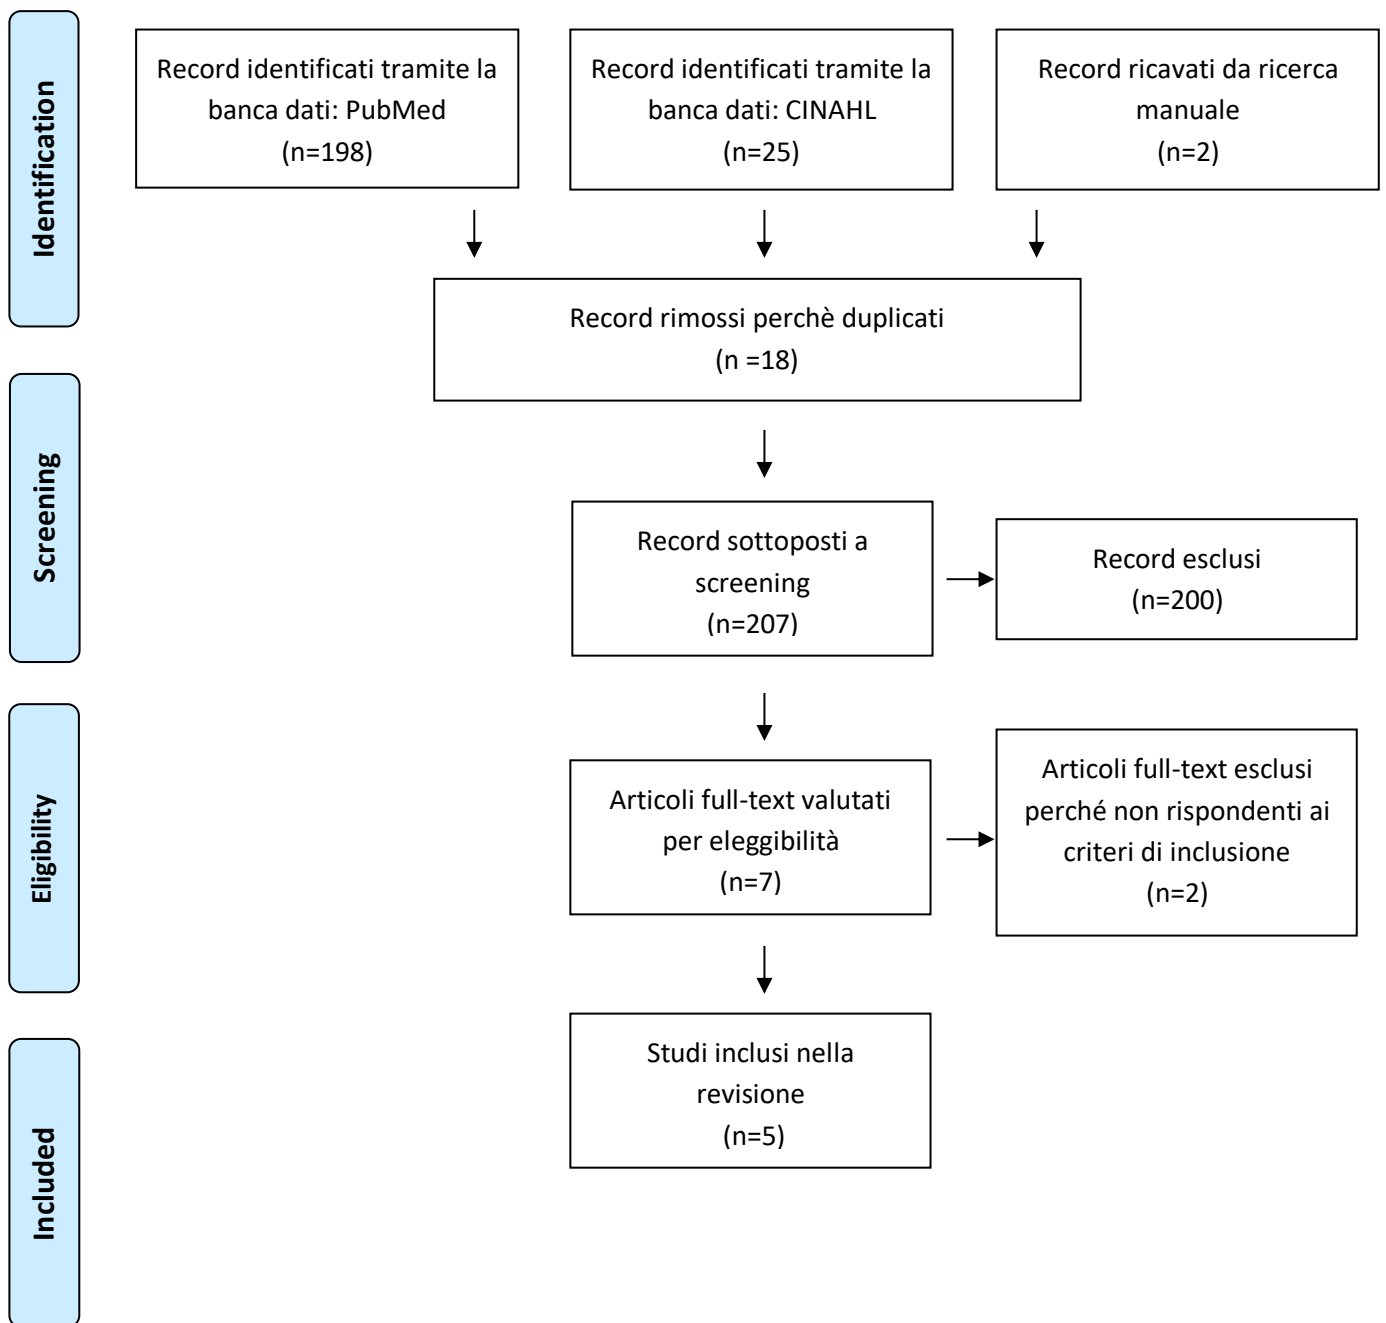 Identification
Record identificati tramite la
banca dati: PubMed
(n=198)
Record identificati tramite la
banca dati: CINAHL
(n=25)
Record ricavati da ricerca
manuale
(n=2)
Record rimossi perchè duplicati
(n =18)
Screening
Record sottoposti a
screening
(n=207)
Record esclusi
(n=200)
Eligibility
Articoli full-text valutati
per eleggibilità
(n=7)
Articoli full-text esclusi
perché non rispondenti ai
criteri di inclusione
(n=2)
Included
Studi inclusi nella
revisione
(n=5)